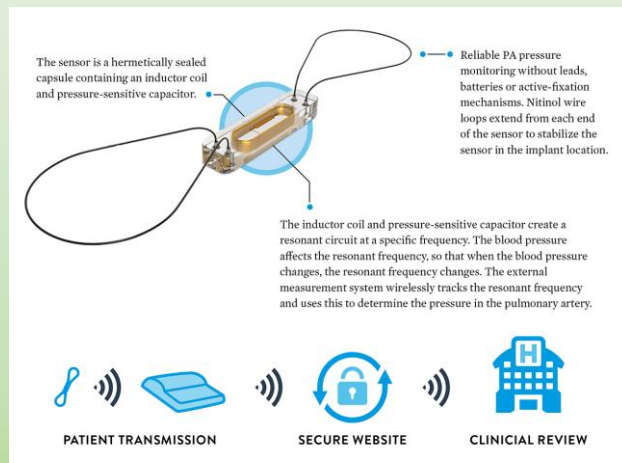 The sensor is a hermetically sealed
capsule containing an inductor coil
and pressure-sensitive capacitor.
Reliable PA pressure
monitoring without leads,
batteries or active-fixation
mechanisms. Nitinol wire
loops extend from each end
of the sensor to stabilize the
sensor in the implant location.
The inductor coil and pressure-sensitive capacitor create a
resonant circuit at a specific frequency. The blood pressure
affects the resonant frequency, so that when the blood pressure
changes, the resonant frequency changes. The external
measurement system wirelessly tracks the resonant frequency
and uses this to determine the pressure in the pulmonary artery.
H
PATIENT TRANSMISSION
SECURE WEBSITE
CLINICIAL REVIEW